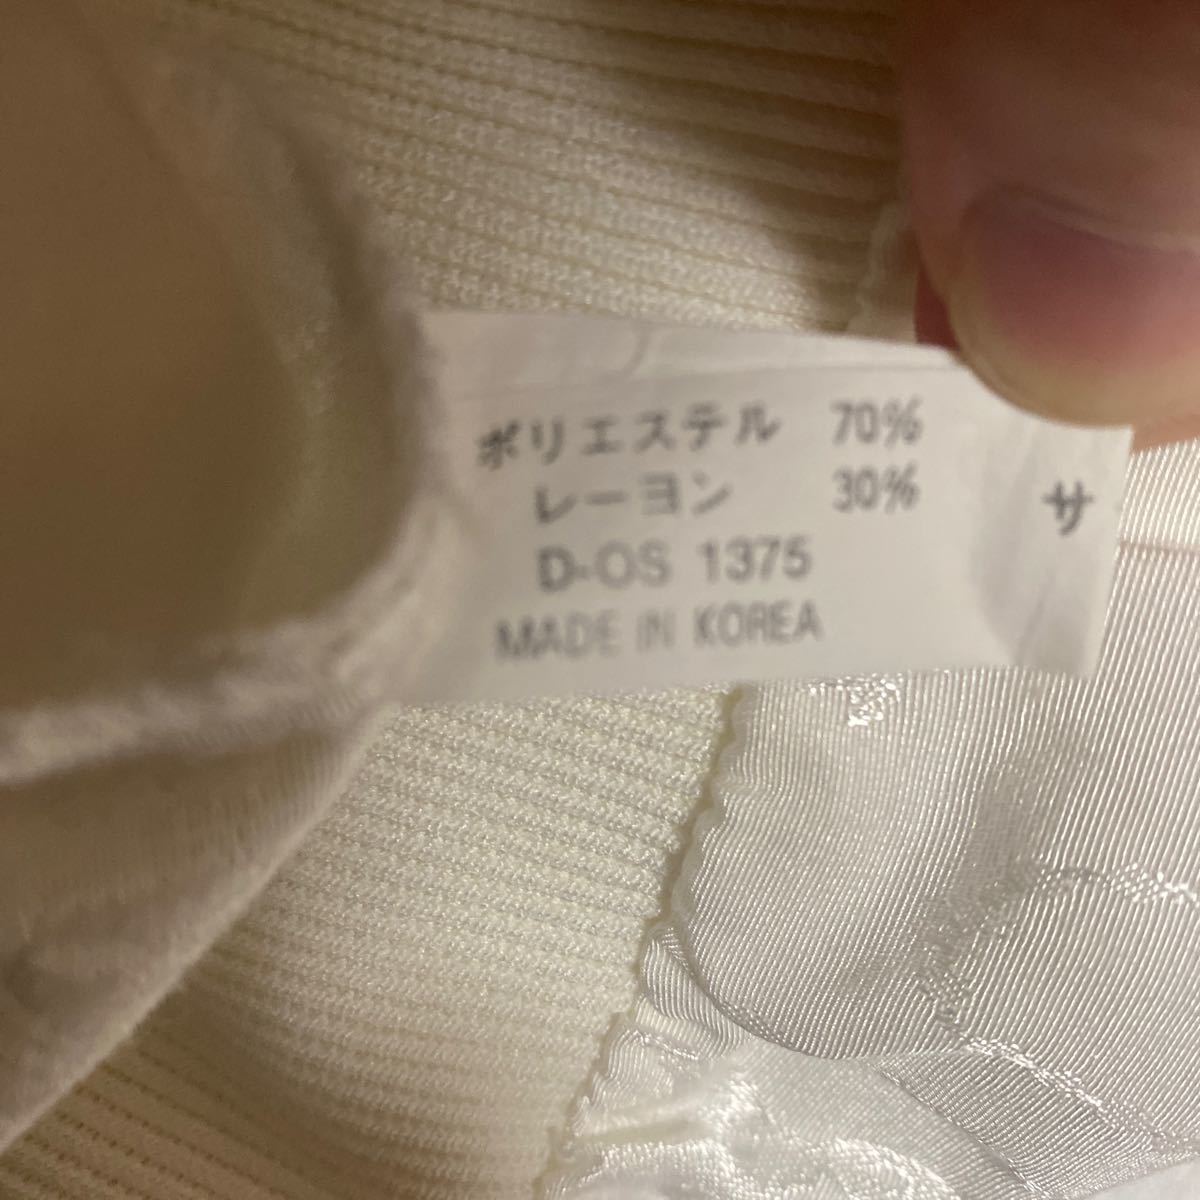 ポリエステル 70%
レーヨン 30%
D-OS 1375
MADE IN KOREA
サ